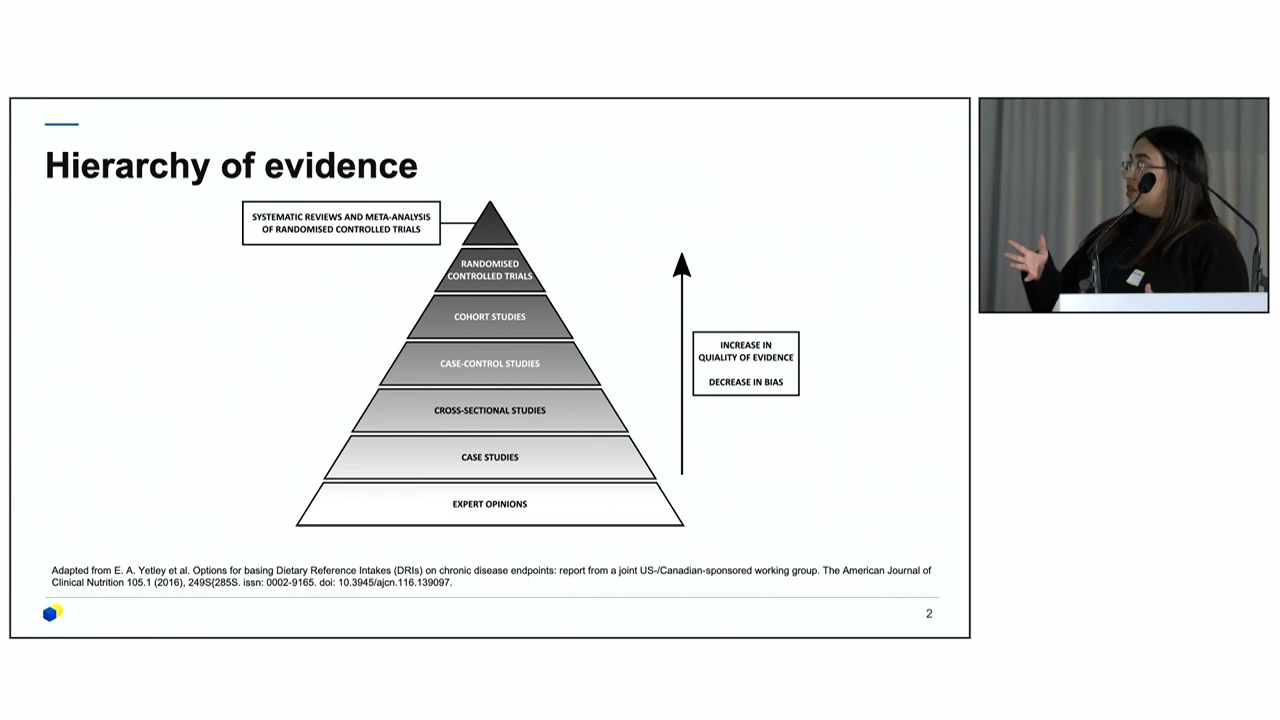 Hierarchy of evidence
SYSTEMATIC REVIEWS AND META-ANALYSIS
OF RANDOMISED CONTROLLED TRIALS
RANDOMISED
CONTROLLED TRIALS
COHORT STUDIES
CASE-CONTROL STUDIES
CROSS-SECTIONAL STUDIES
CASE STUDIES
EXPERT OPINIONS
INCREASE IN
QUIALITY OF EVIDENCE
DECREASE IN BIAS
Adapted from E. A. Yetley et al. Options for basing Dietary Reference Intakes (DRIs) on chronic disease endpoints: report from a joint US-/Canadian-sponsored working group. The American Journal of
Clinical Nutrition 105.1 (2016), 249S{285S. issn: 0002-9165. doi: 10.3945/ajcn.116.139097.
2